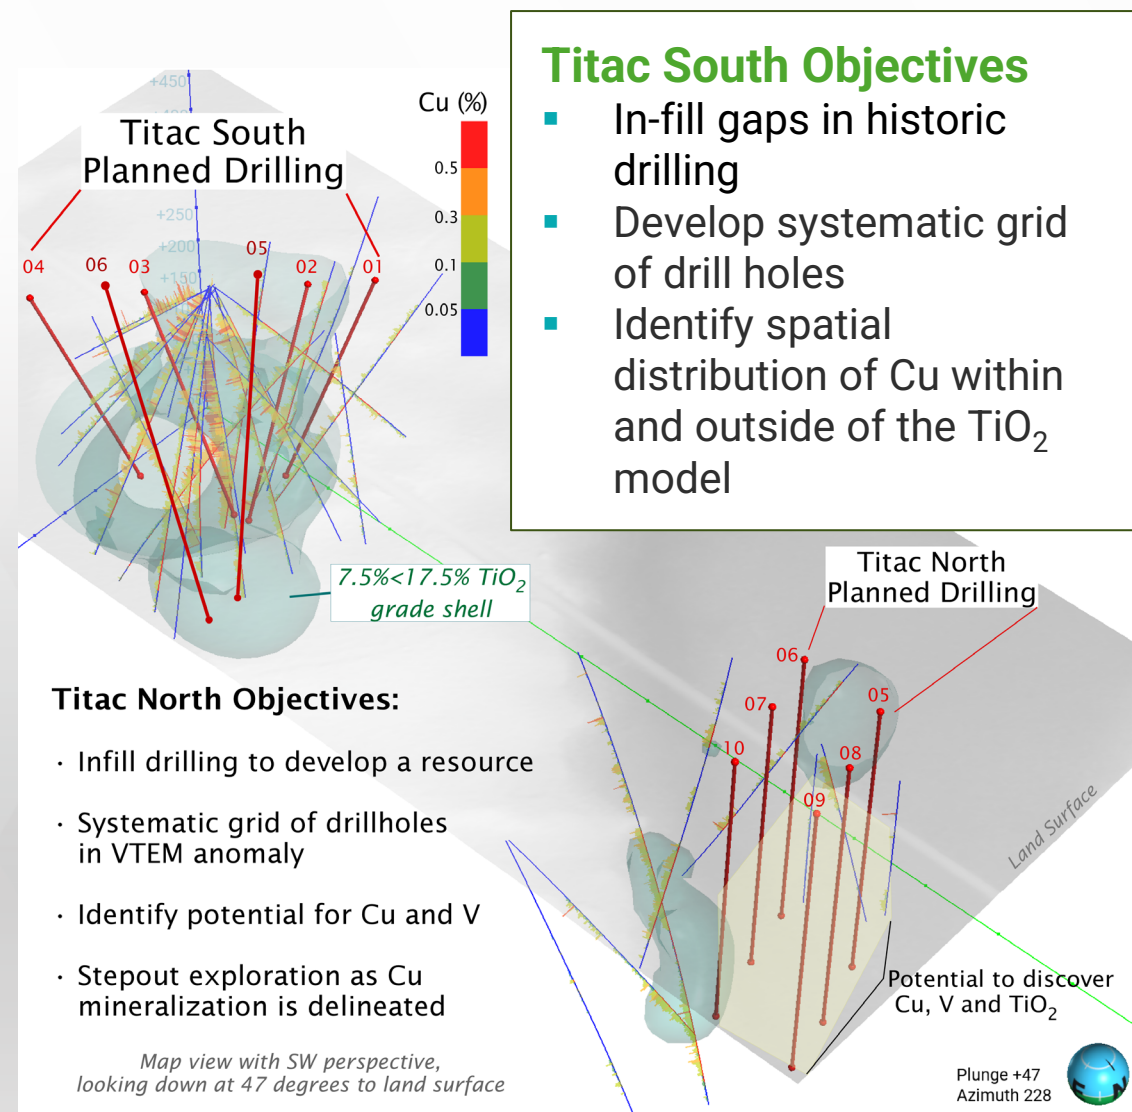 Titac South Objectives
▪ In-fill gaps in historic
drilling
▪ Develop systematic grid
of drill holes
▪ Identify spatial
distribution of Cu within
and outside of the TiO₂
model
+450
Titac South
Planned Drilling
Cu (%)
0.5
0.3
0.1
0.05
+250
+200
+150
04
06
03
05
02
01
7.5%<17.5% TiO₂
grade shell
Titac North
Planned Drilling
06
07
05
10
08
09
Land Surface
Potential to discover
Cu, V and TiO₂
Titac North Objectives:
· Infill drilling to develop a resource
· Systematic grid of drillholes
in VTEM anomaly
· Identify potential for Cu and V
· Stepout exploration as Cu
mineralization is delineated
Map view with SW perspective,
looking down at 47 degrees to land surface
Plunge +47
Azimuth 228
E N